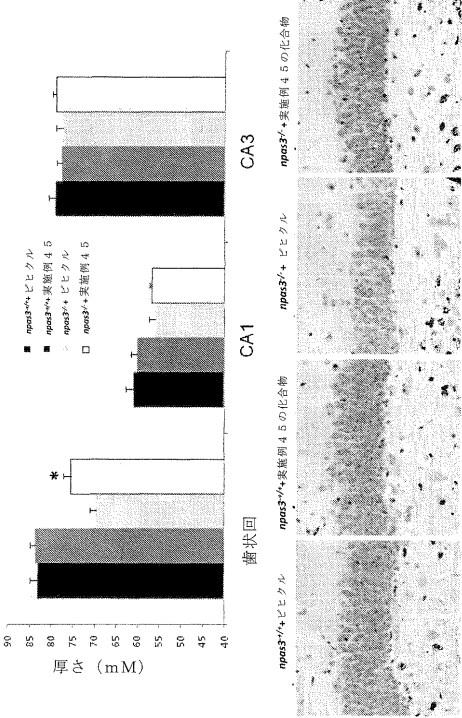 厚さ (mM)
90
85
80
75
70
65
60
55
50
45
40
npas3+/++ビヒクル
npas3+/++実施例45
npas3-/-+ビヒクル
npas3-/-+実施例45
*
歯状回
CA1
CA3
npas3+/++ビヒクル
npas3+/++実施例45の化合物
npas3-/-+ビヒクル
npas3-/-+実施例45の化合物